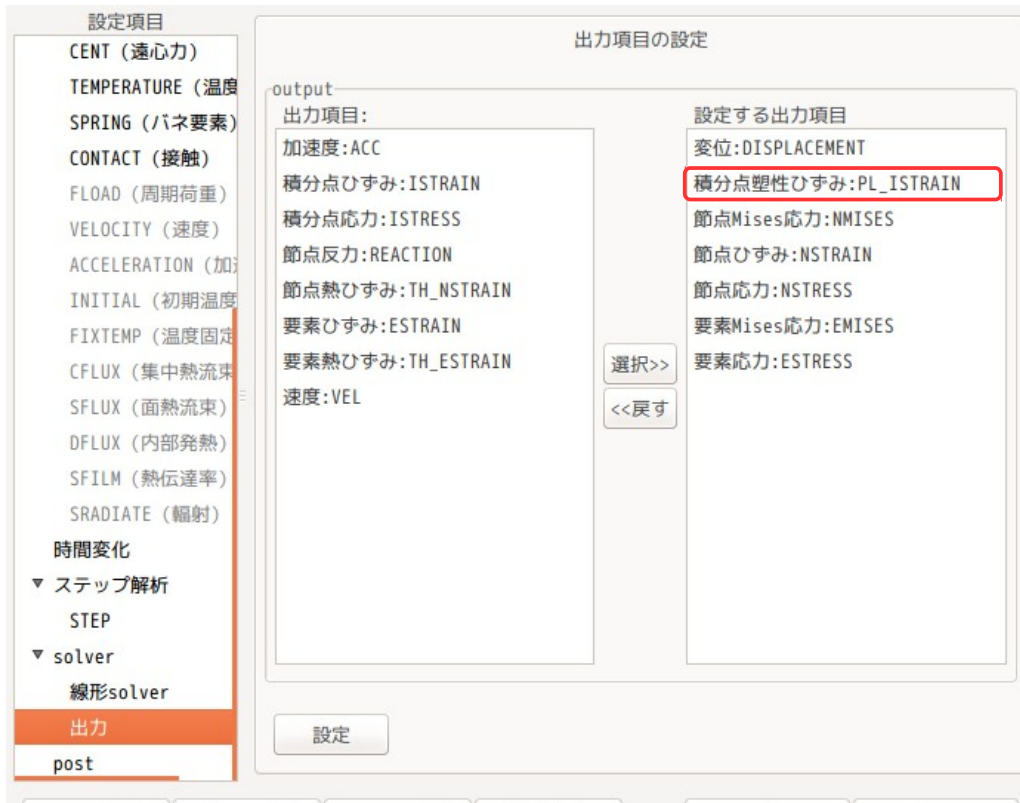 設定項目
CENT (遠心力)
TEMPERATURE (温度
SPRING (バネ要素)
CONTACT (接触)
FLOAD (周期荷重)
VELOCITY (速度)
ACCELERATION (加速
INITIAL (初期温度
FIXTEMP (温度固定
CFLUX (集中熱流束
SFLUX (面熱流束)
DFLUX (内部発熱)
SFILM (熱伝達率)
SRADIATE (輻射)
時間変化
ステップ解析
STEP
solver
線形solver
出力
post
出力項目の設定
output
出力項目:
加速度:ACC
積分点ひずみ:ISTRAIN
積分点応力:ISTRESS
節点反力:REACTION
節点熱ひずみ:TH_NSTRAIN
要素ひずみ:ESTRAIN
要素熱ひずみ:TH_ESTRAIN
速度:VEL
選択>>
<<戻す
設定する出力項目
変位:DISPLACEMENT
積分点塑性ひずみ:PL_ISTRAIN
節点Mises応力:NMISES
節点ひずみ:NSTRAIN
節点応力:NSTRESS
要素Mises応力:EMISES
要素応力:ESTRESS
設定